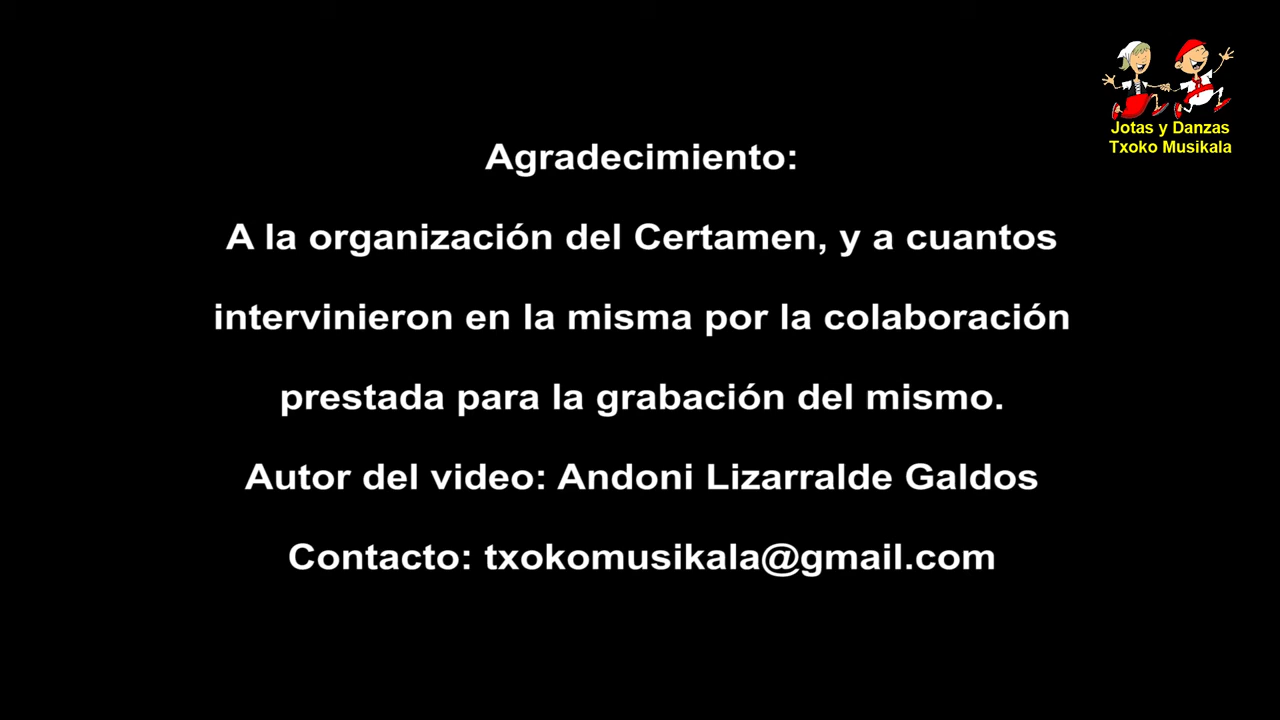 Jotas y Danzas
Txoko Musikala
Agradecimiento:
A la organización del Certamen, y a cuantos
intervinieron en la misma por la colaboración
prestada para la grabación del mismo.
Autor del video: Andoni Lizarralde Galdos
Contacto: txokomusikala@gmail.com